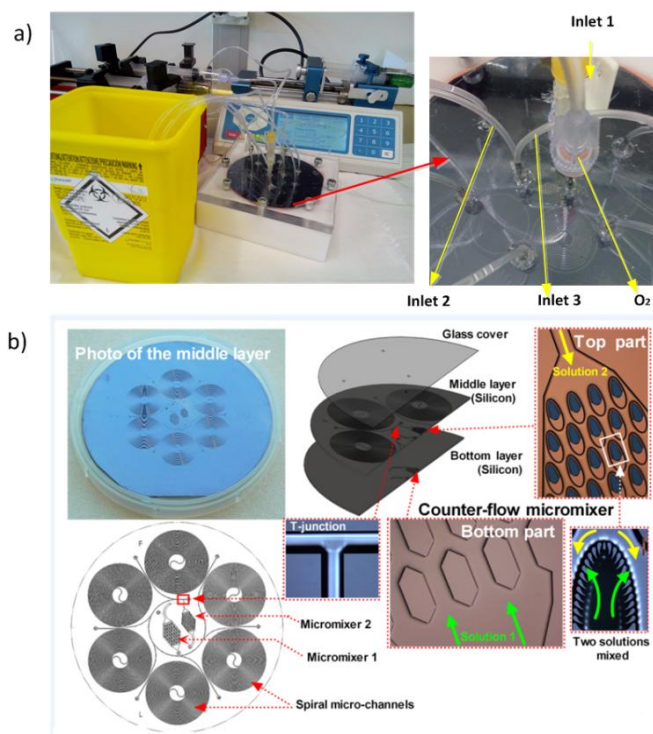 a)
Inlet 1
Inlet 2
Inlet 3
O₂
b)
Photo of the middle layer
Glass cover
Middle layer
(Silicon)
Bottom layer
(Silicon)
Top part
Solution 2
Counter-flow micromixer
T-junction
Bottom part
Solution 1
Two solutions
mixed
F
L
Micromixer 2
Micromixer 1
Spiral micro-channels